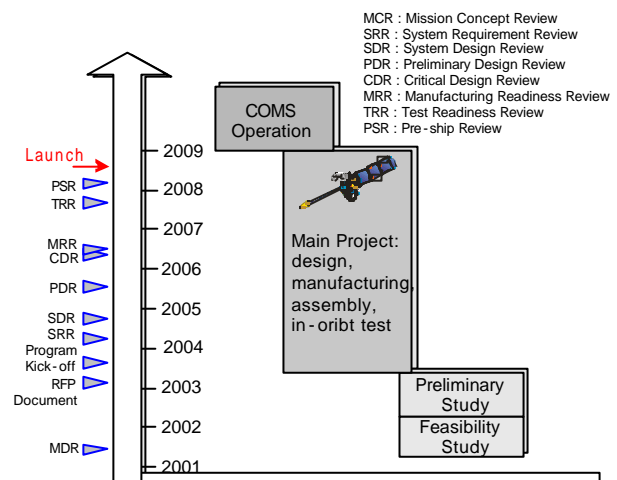 MCR : Mission Concept Review
SRR : System Requirement Review
SDR : System Design Review
PDR : Preliminary Design Review
CDR : Critical Design Review
MRR : Manufacturing Readiness Review
TRR : Test Readiness Review
PSR : Pre-ship Review
COMS
Operation
Launch
PSR
TRR
MRR
CDR
PDR
SDR
SRR
Program
Kick-off
RFP
Document
MDR
2009
2008
2007
2006
2005
2004
2003
2002
2001
Main Project:
design,
manufacturing,
assembly,
in-oribt test
Preliminary
Study
Feasibility
Study